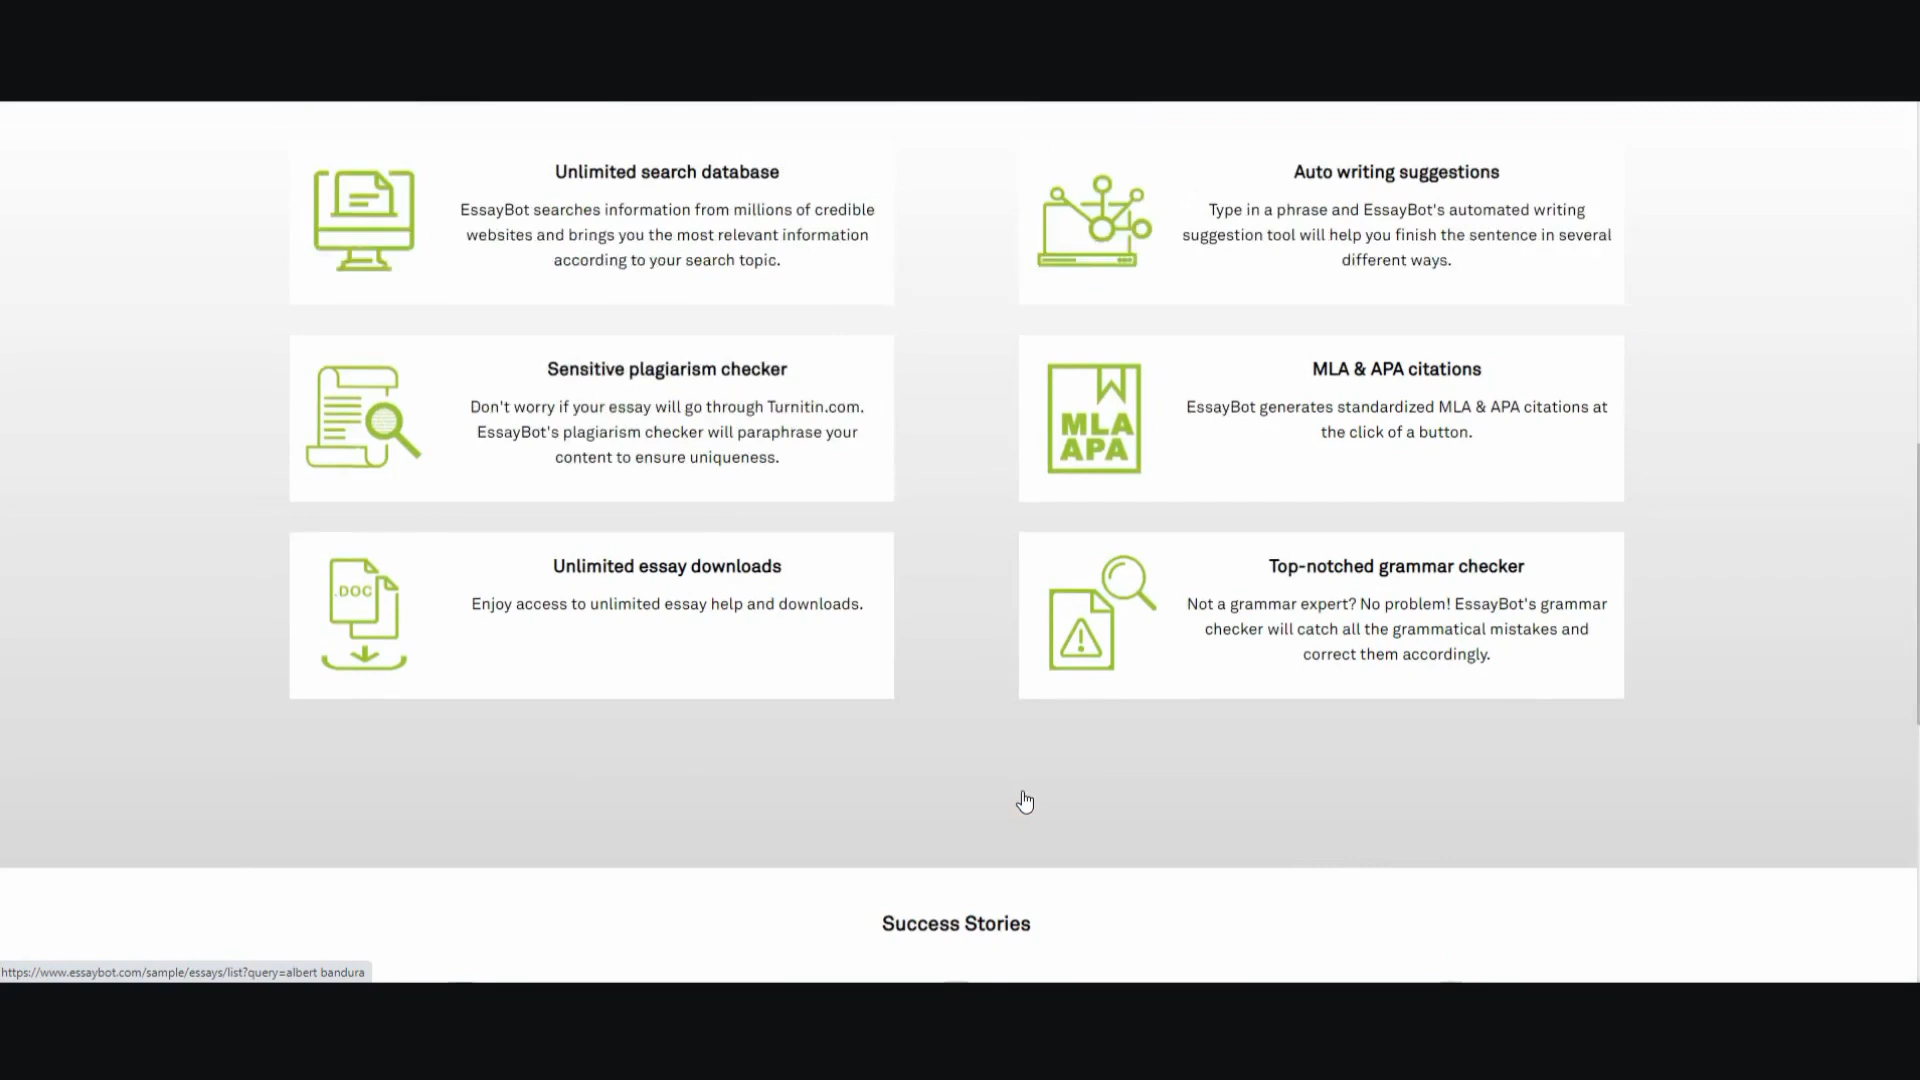 Unlimited search database
EssayBot searches information from millions of credible
websites and brings you the most relevant information
according to your search topic.
Auto writing suggestions
Type in a phrase and EssayBot's automated writing
suggestion tool will help you finish the sentence in several
different ways.
Sensitive plagiarism checker
Don't worry if your essay will go through Turnitin.com.
EssayBot's plagiarism checker will paraphrase your
content to ensure uniqueness.
MLA
APA
MLA & APA citations
EssayBot generates standardized MLA & APA citations at
the click of a button.
.DOC
Unlimited essay downloads
Enjoy access to unlimited essay help and downloads.
Top-notched grammar checker
Not a grammar expert? No problem! EssayBot's grammar
checker will catch all the grammatical mistakes and
correct them accordingly.
Success Stories
https://www.essaybot.com/sample/essays/list?query=albert bandura